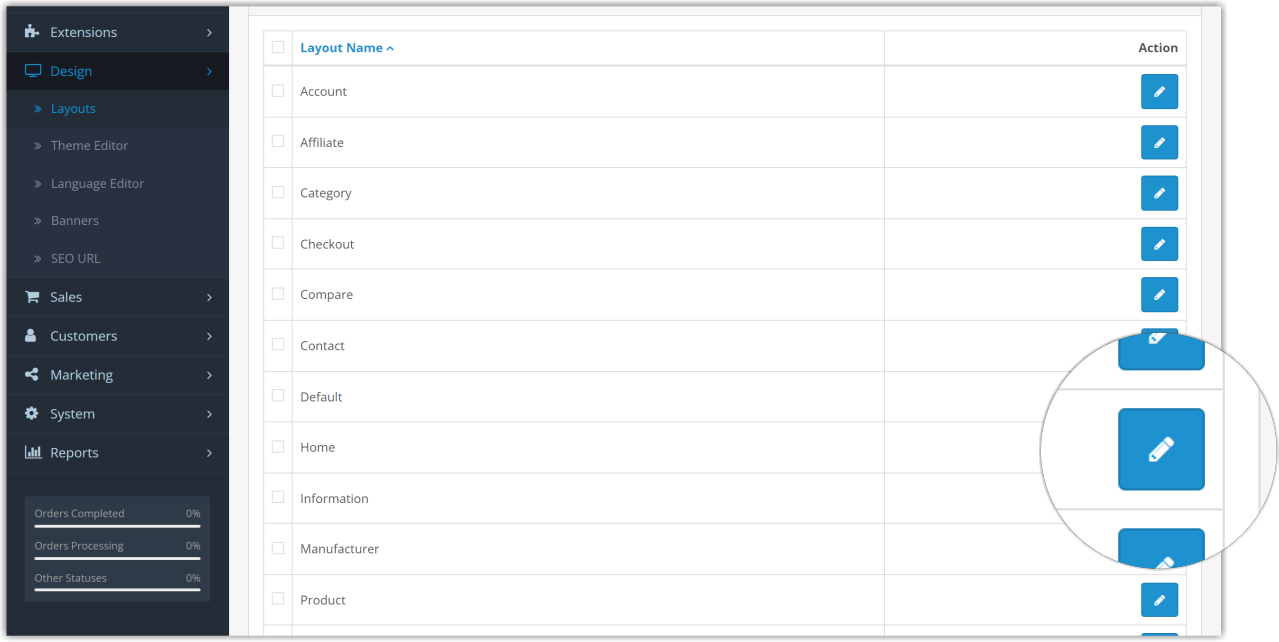 Extensions
Design
Layouts
Theme Editor
Language Editor
Banners
SEO URL
Sales
Customers
Marketing
System
Reports
Orders Completed 0%
Orders Processing 0%
Other Statuses 0%
Layout Name Action
Account
Affiliate
Category
Checkout
Compare
Contact
Default
Home
Information
Manufacturer
Product